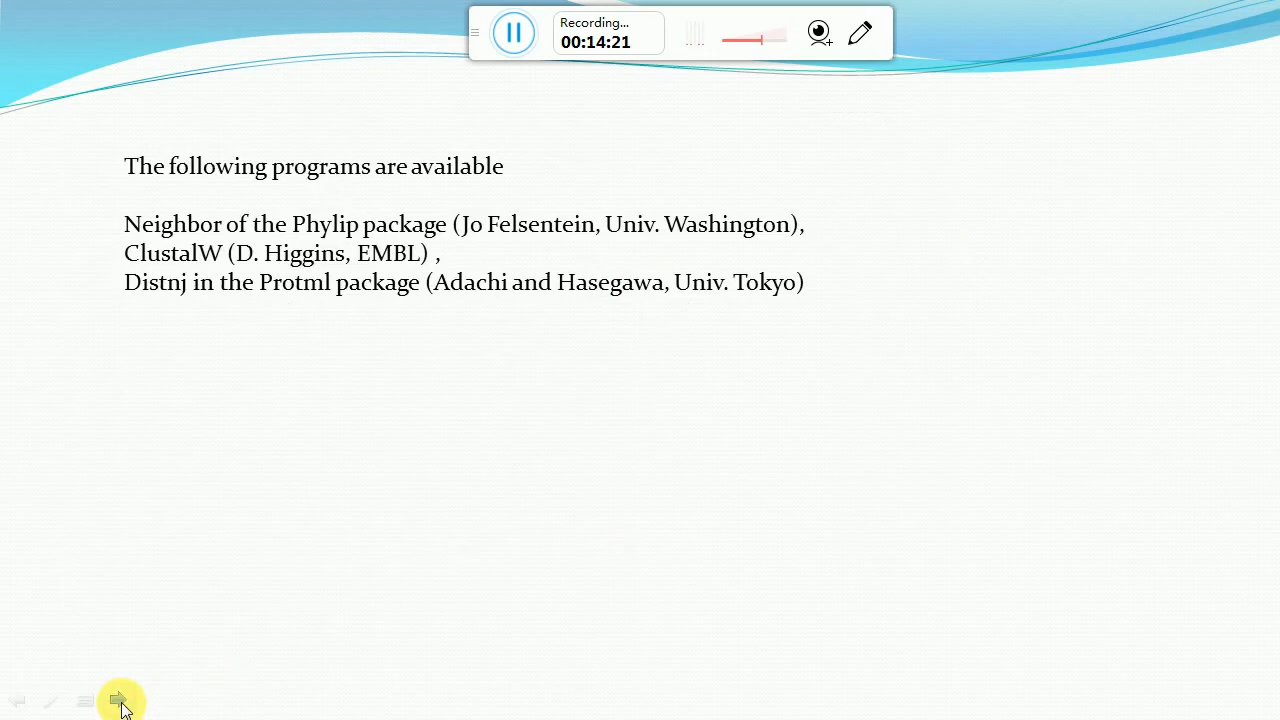 Recording...
00:14:21
The following programs are available
Neighbor of the Phylip package (Jo Felsentein, Univ. Washington),
ClustalW (D. Higgins, EMBL) ,
Distnj in the Protml package (Adachi and Hasegawa, Univ. Tokyo)